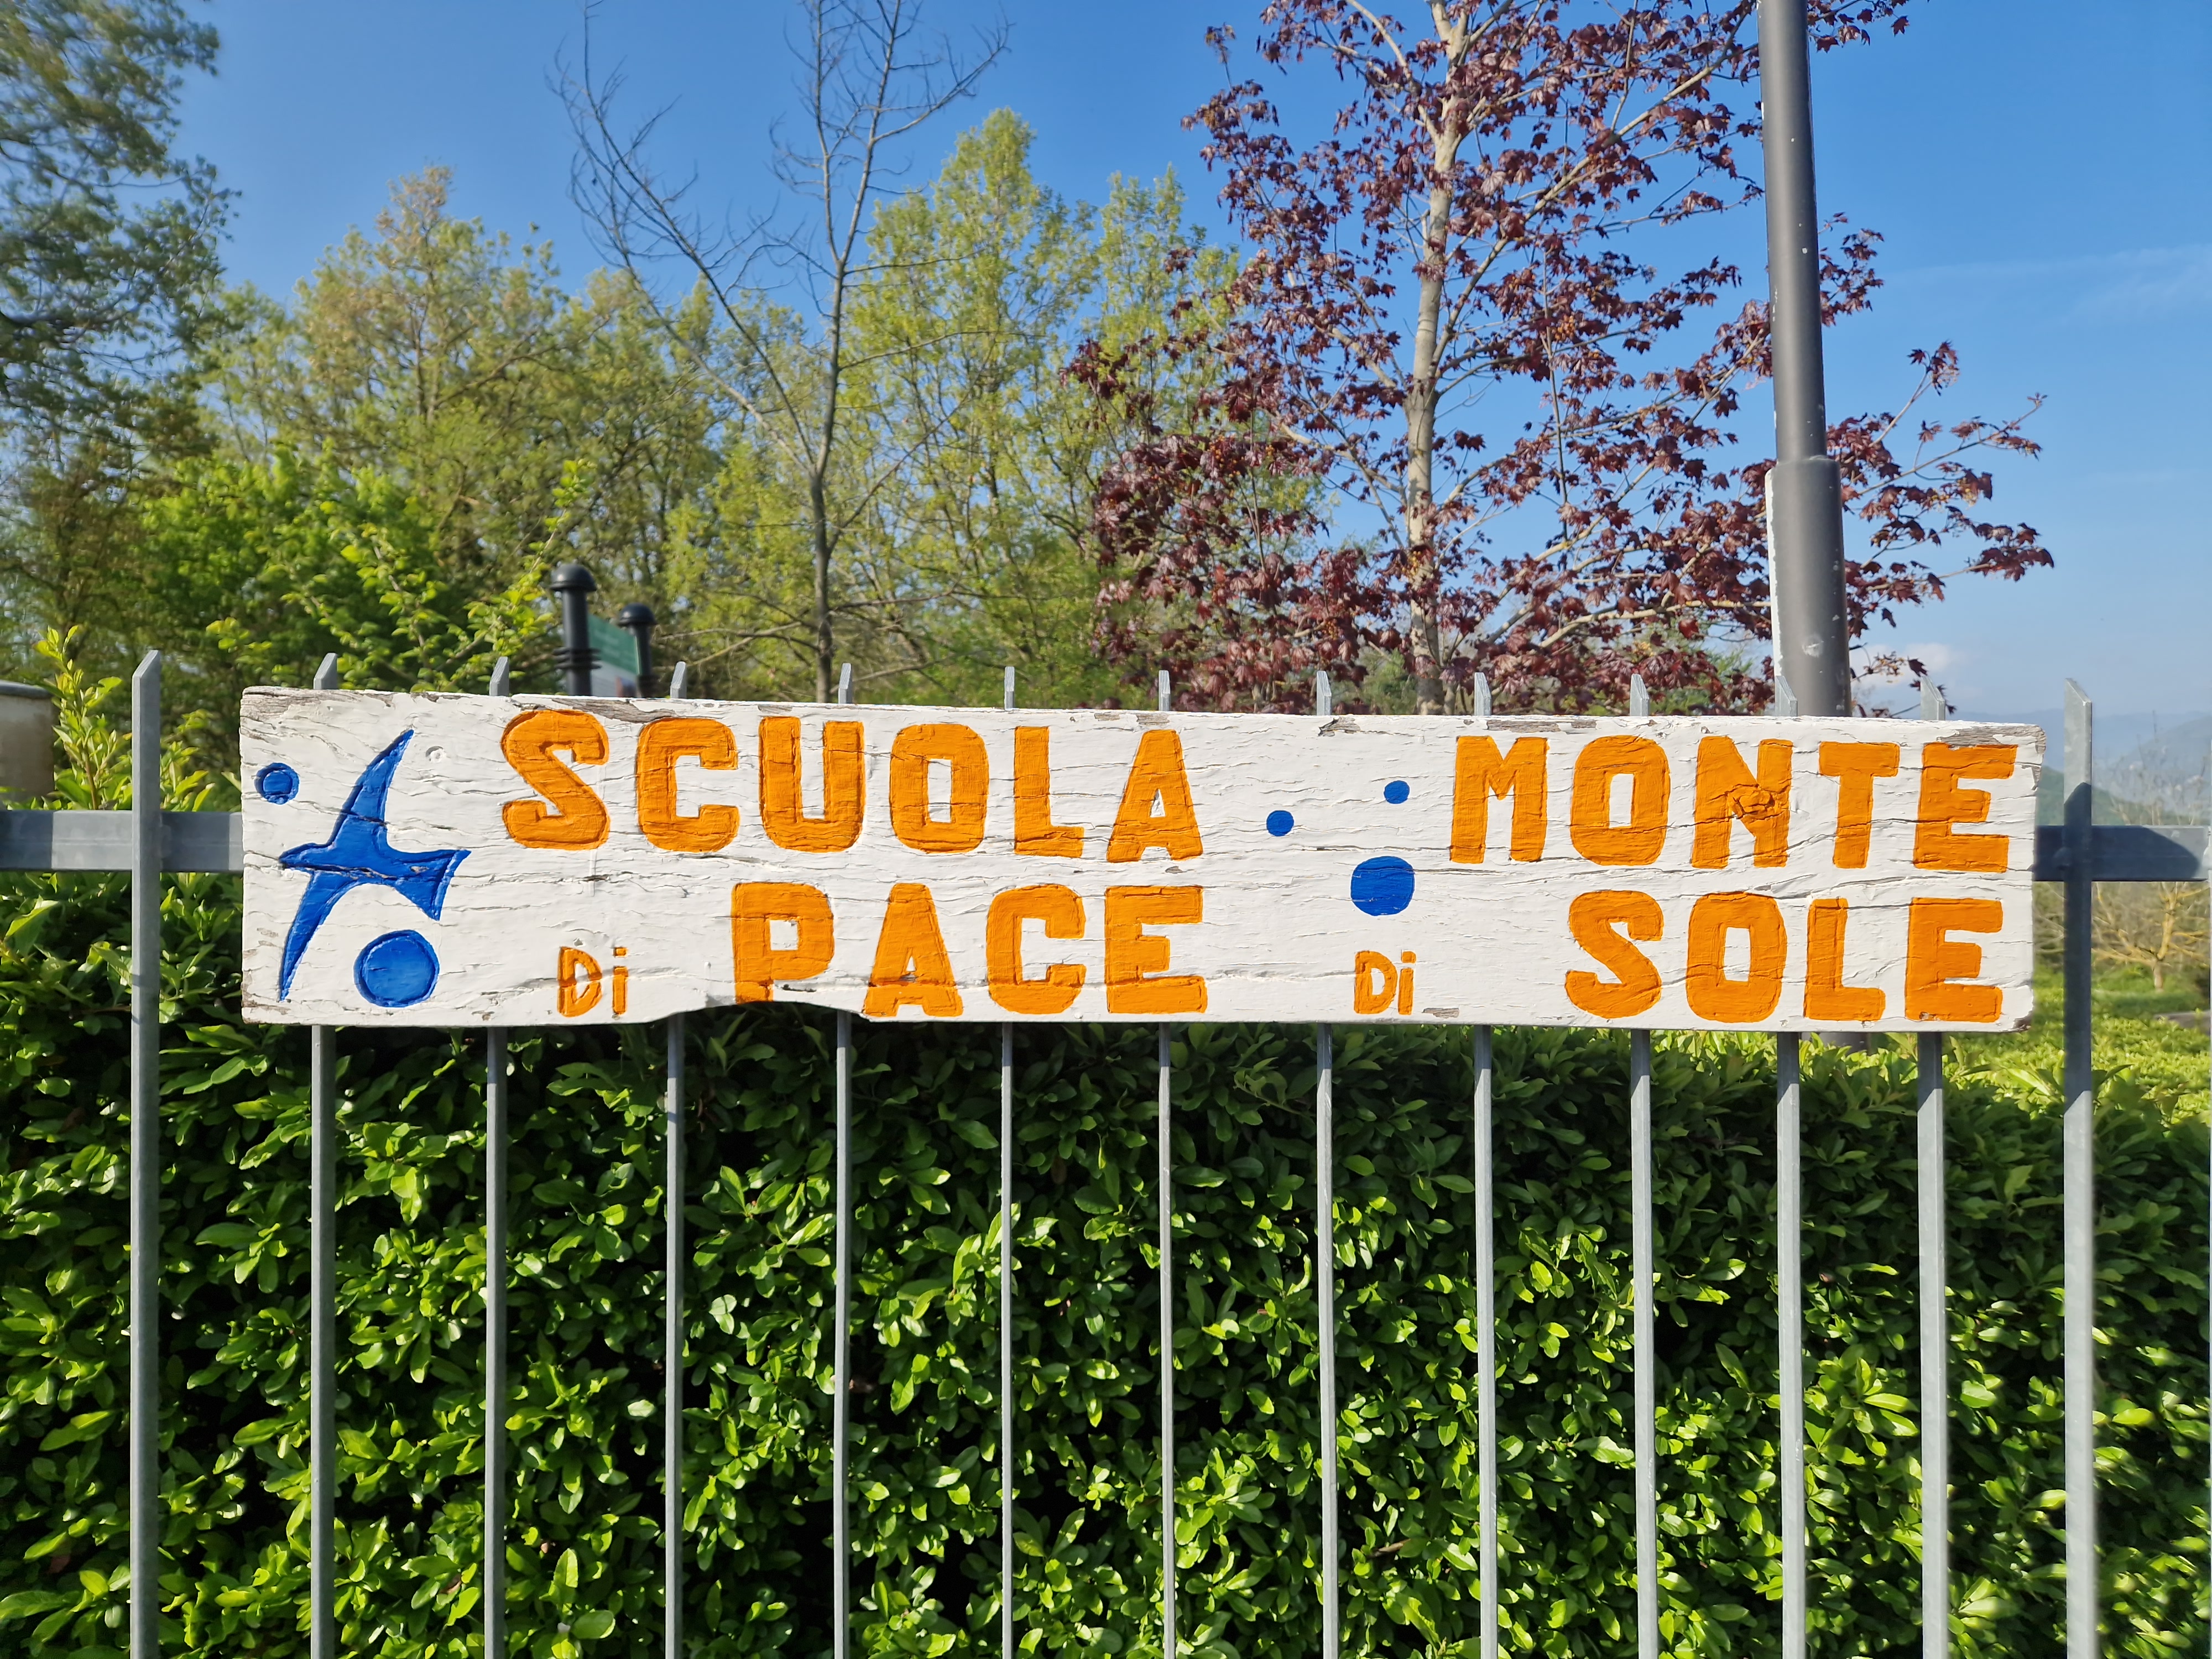 SCUOLA
Di PACE
MONTE
Di SOLE